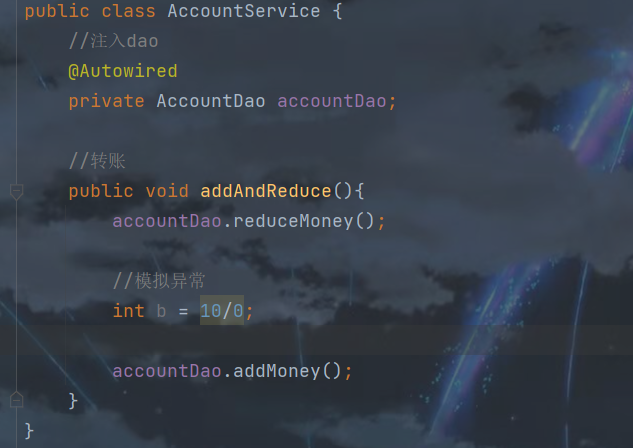 public class AccountService {
//注入dao
@Autowired
private AccountDao accountDao;
//转账
public void addAndReduce(){
accountDao.reduceMoney();
//模拟异常
int b = 10/0;
accountDao.addMoney();
}
}